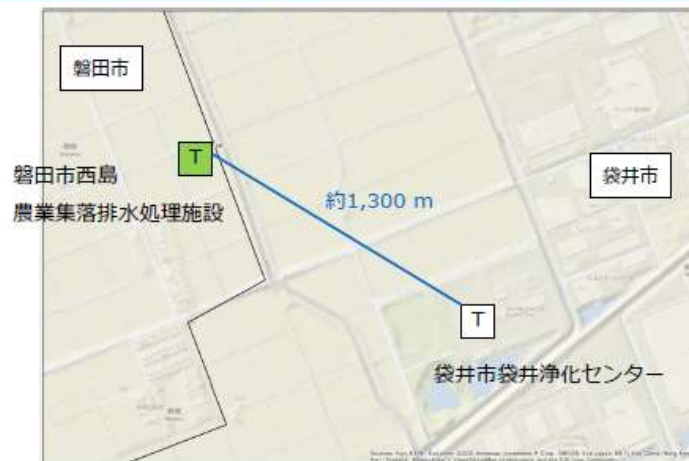 磐田市
T
磐田市西島
農業集落排水処理施設
約1,300 m
袋井市
T
袋井市袋井浄化センター